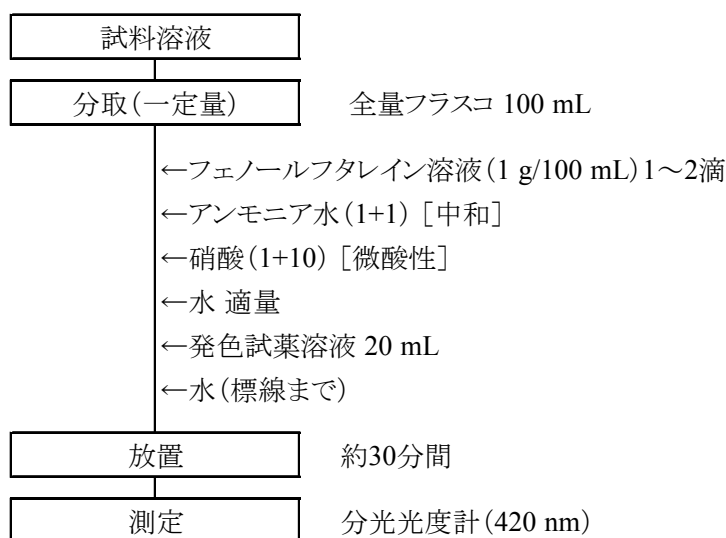 試料溶液
分取（一定量） 全量フラスコ 100 mL
←フェノールフタレイン溶液（1 g/100 mL）1～2滴
←アンモニア水（1+1）［中和］
←硝酸（1+10）［微酸性］
←水 適量
←発色試薬溶液 20 mL
←水（標線まで）
放置 約30分間
測定 分光光度計（420 nm）